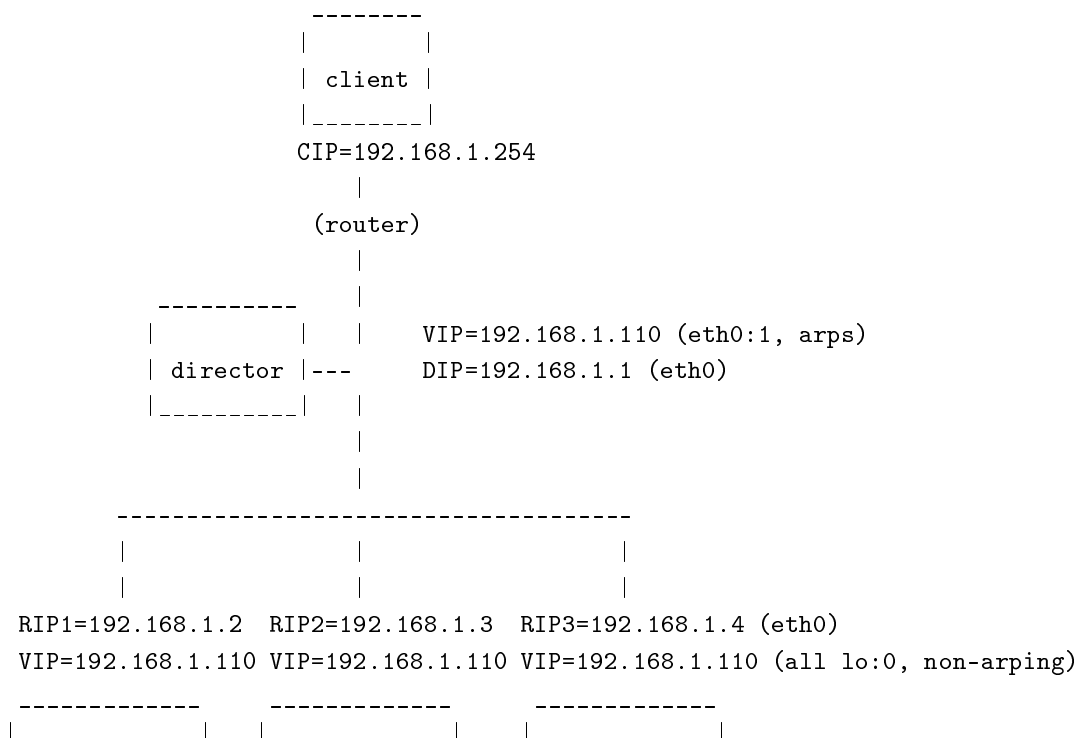 client
CIP=192.168.1.254
(router)
VIP=192.168.1.110 (eth0:1, arps)
director
DIP=192.168.1.1 (eth0)
RIP1=192.168.1.2 RIP2=192.168.1.3 RIP3=192.168.1.4 (eth0)
VIP=192.168.1.110 VIP=192.168.1.110 VIP=192.168.1.110 (all lo:0, non-arping)